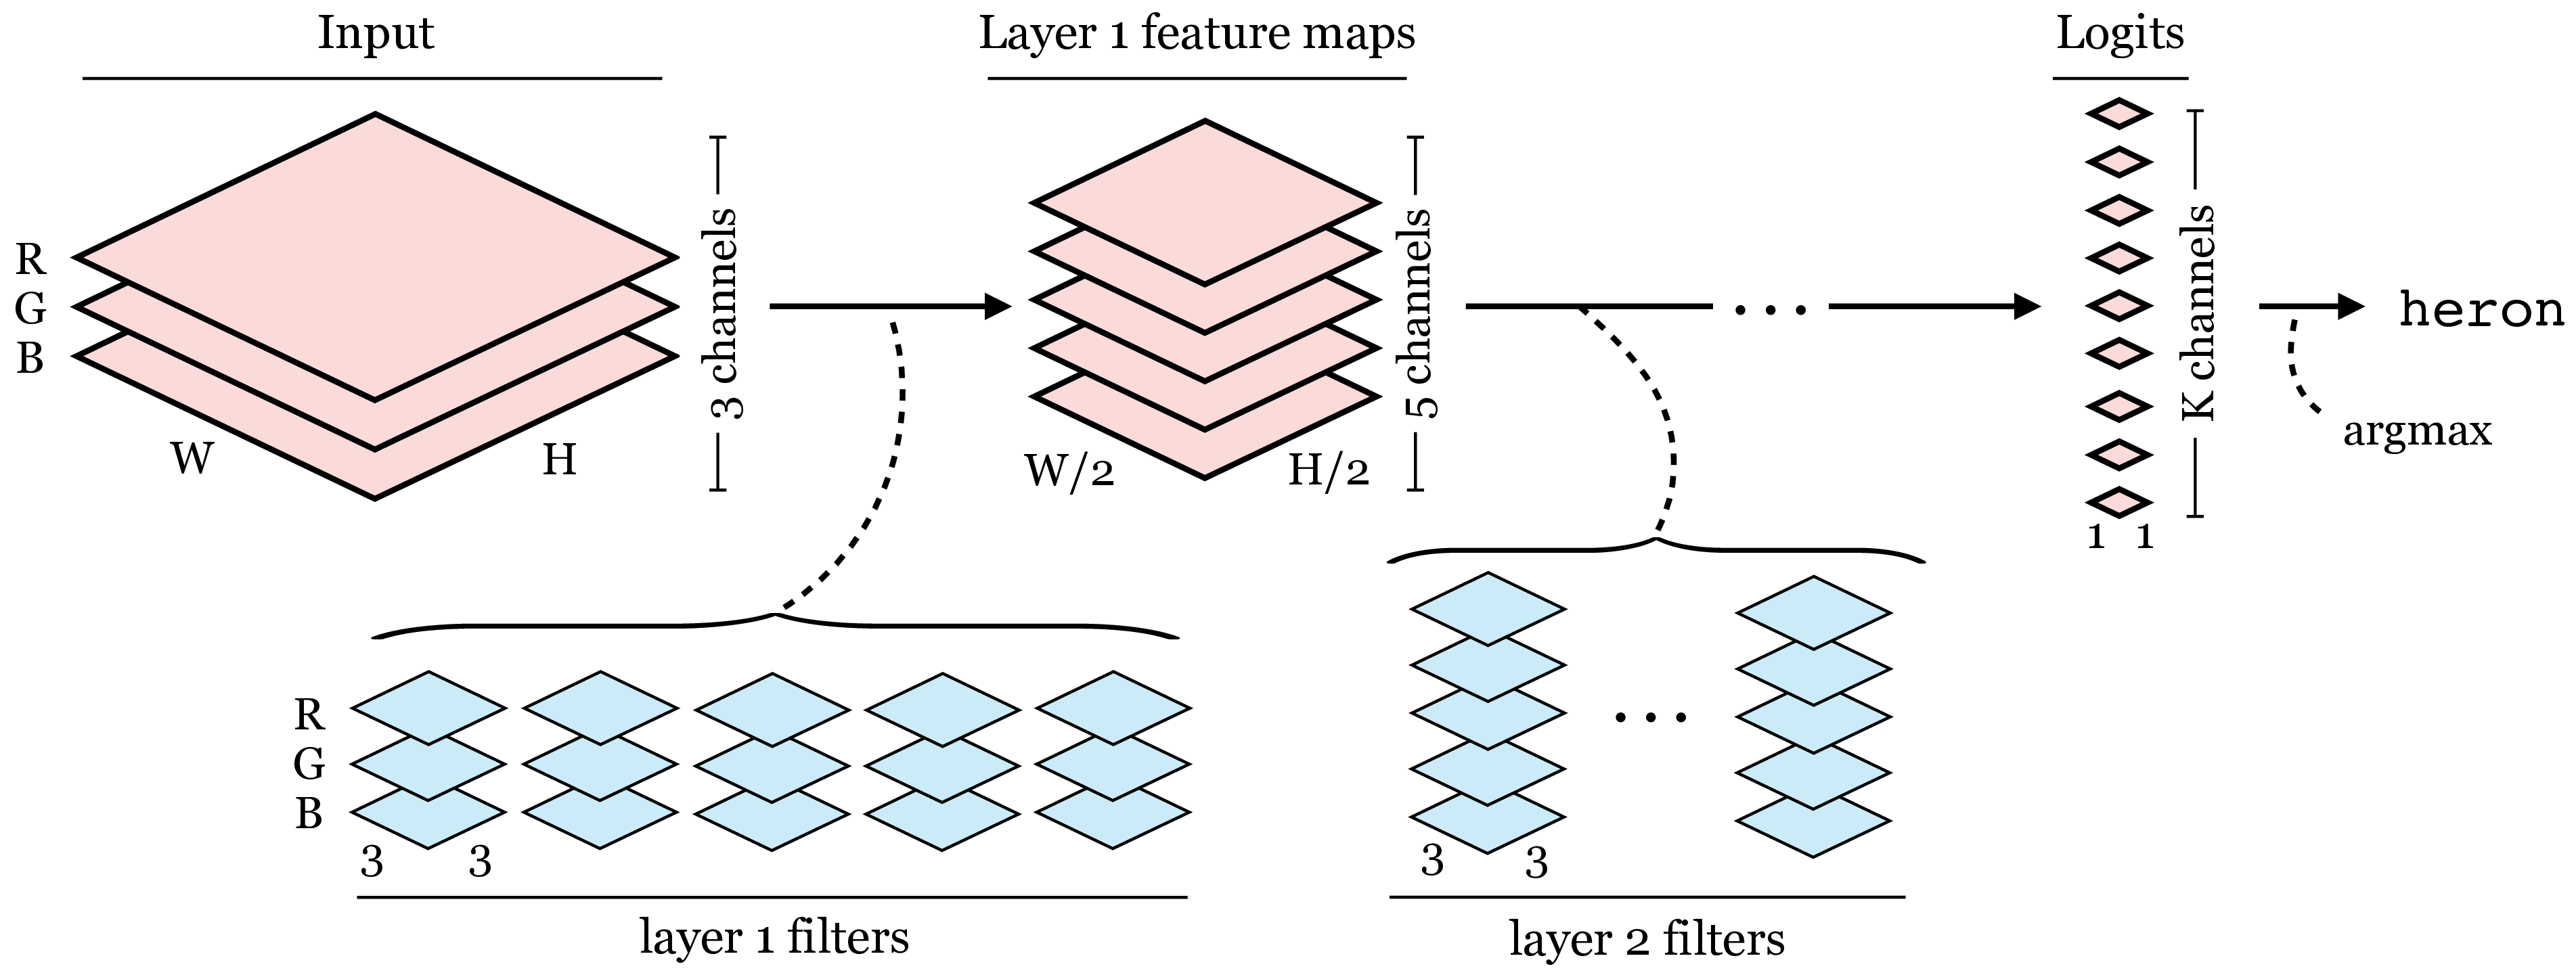 Input
Layer 1 feature maps
Logits
R
G
B
W
H
3 channels
W/2
H/2
5 channels
...
1 1
K channels
argmax
heron
R
G
B
3 3
layer 1 filters
...
3 3
layer 2 filters